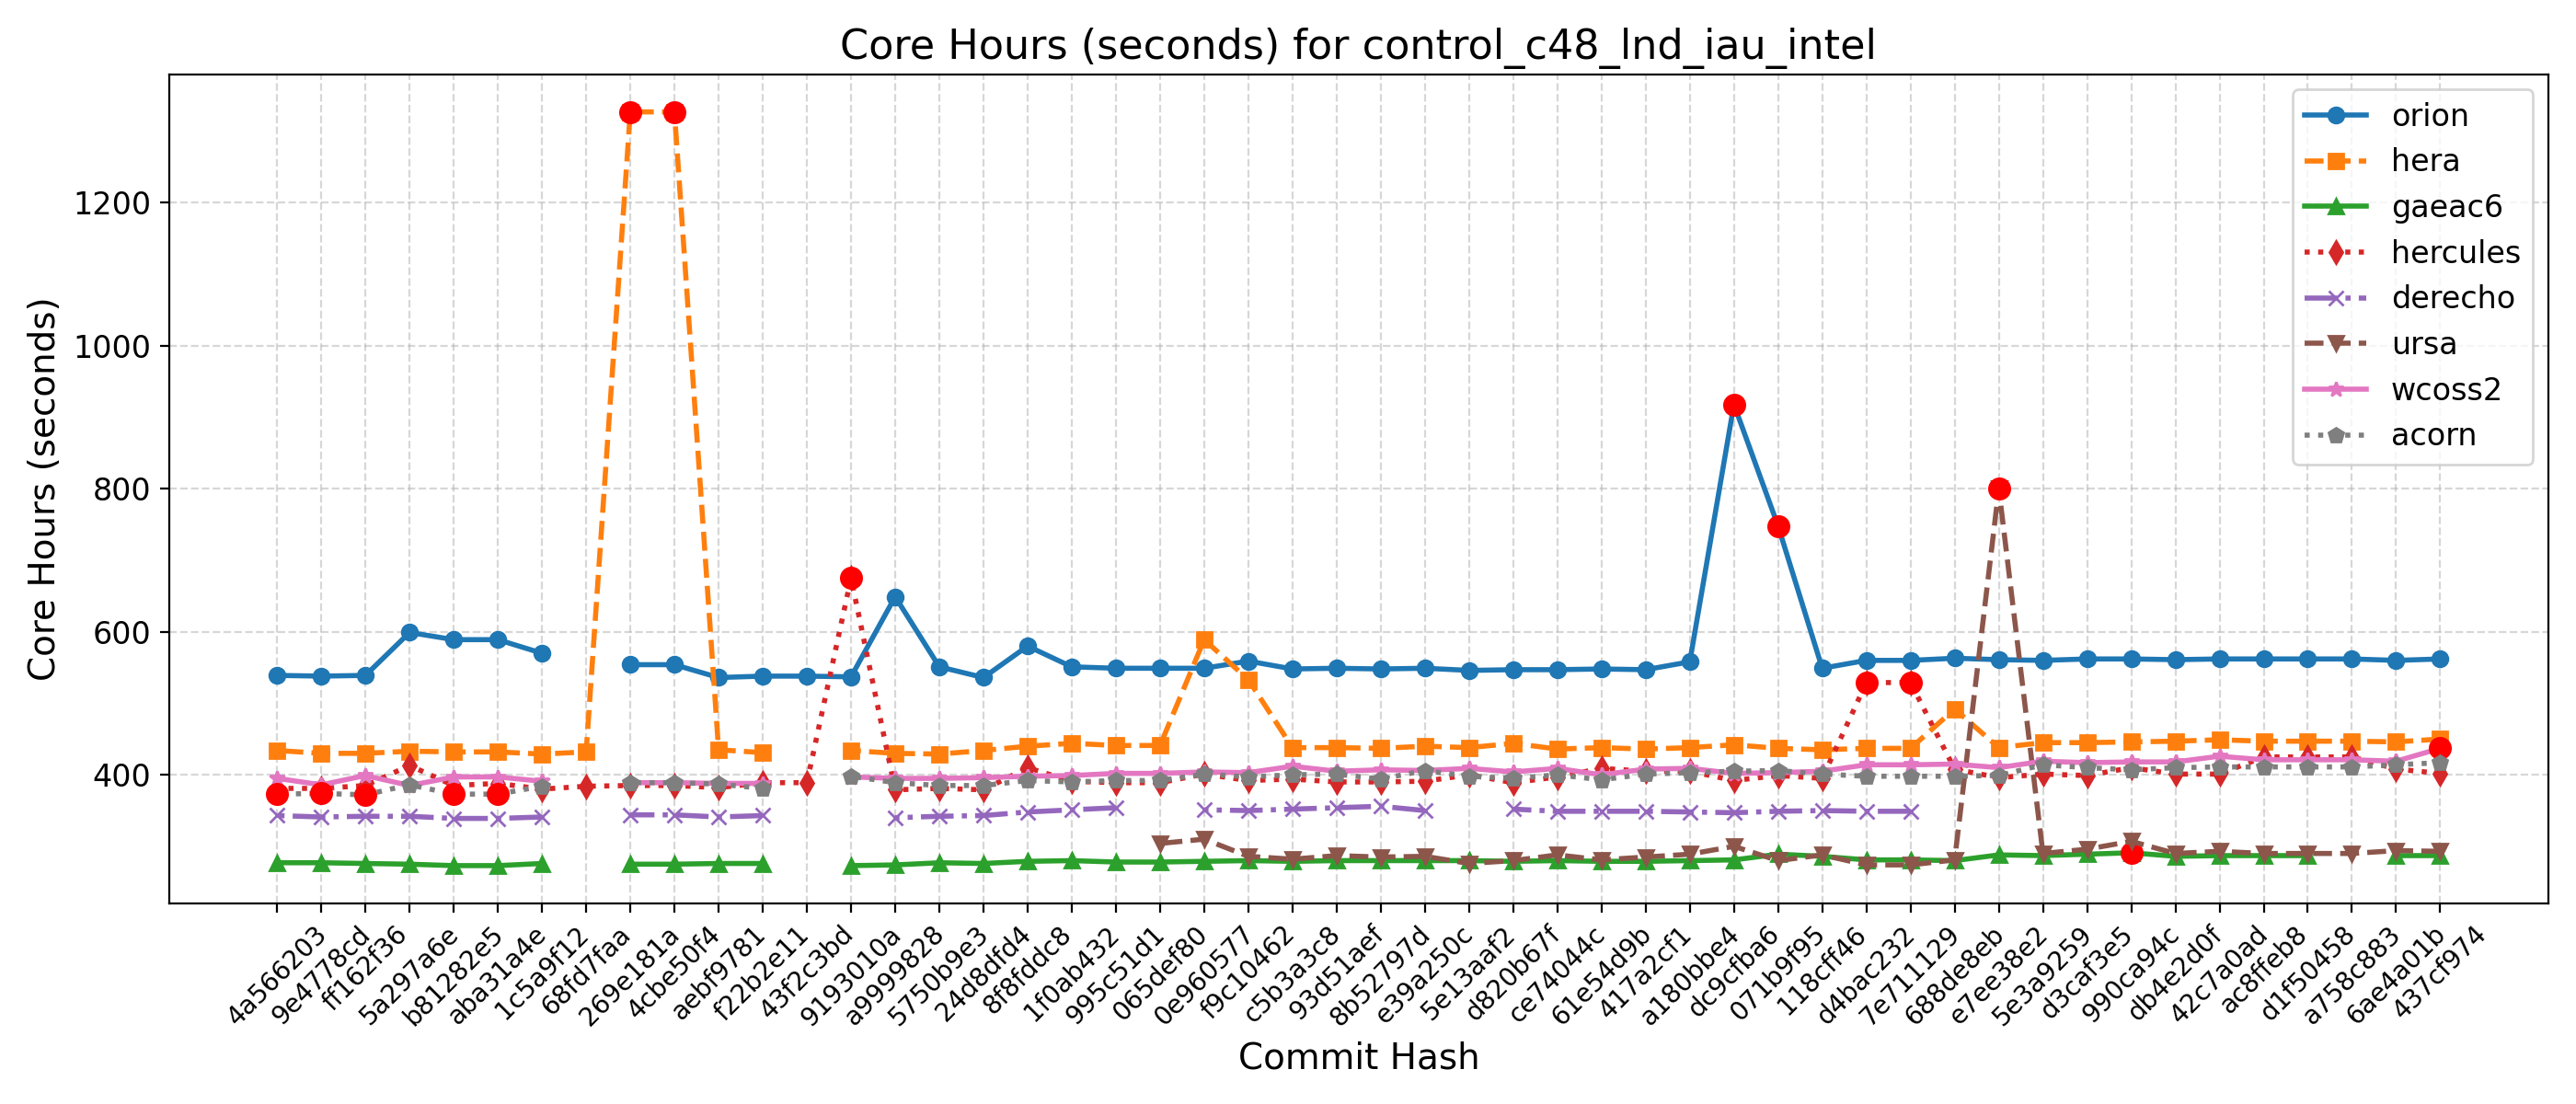 Core Hours (seconds) for control_c48_lnd_iau_intel
Core Hours (seconds)
1200
1000
800
600
400
orion
hera
gaeac6
hercules
derecho
ursa
wcoss2
acorn
4a566203
9e4778cd
ff162f36
5a297a6e
b81282e5
aba31a4e
1c5a9f12
68fd7faa
269e181a
4cbe50f4
aebf9781
f22b2e11
43f2c3bd
9193010a
a9999828
5750b9e3
24d8dfd4
8f8fddc8
1f0ab432
995c51d1
065def80
0e960577
f9c10462
c5b3a3c8
93d51aef
8b52797d
e39a250c
5e13aaf2
d820b67f
ce74044c
61e54d9b
417a2cf1
a180bbe4
dc9cfba6
071b9f95
118cff46
d4bac232
7e711129
688de8eb
e7ee38e2
5e3a9259
d3caf3e5
990ca94c
db4e2d0f
42c7a0ad
ac8ffeb8
d1f50458
a758c883
6ae4a01b
437cf974
Commit Hash